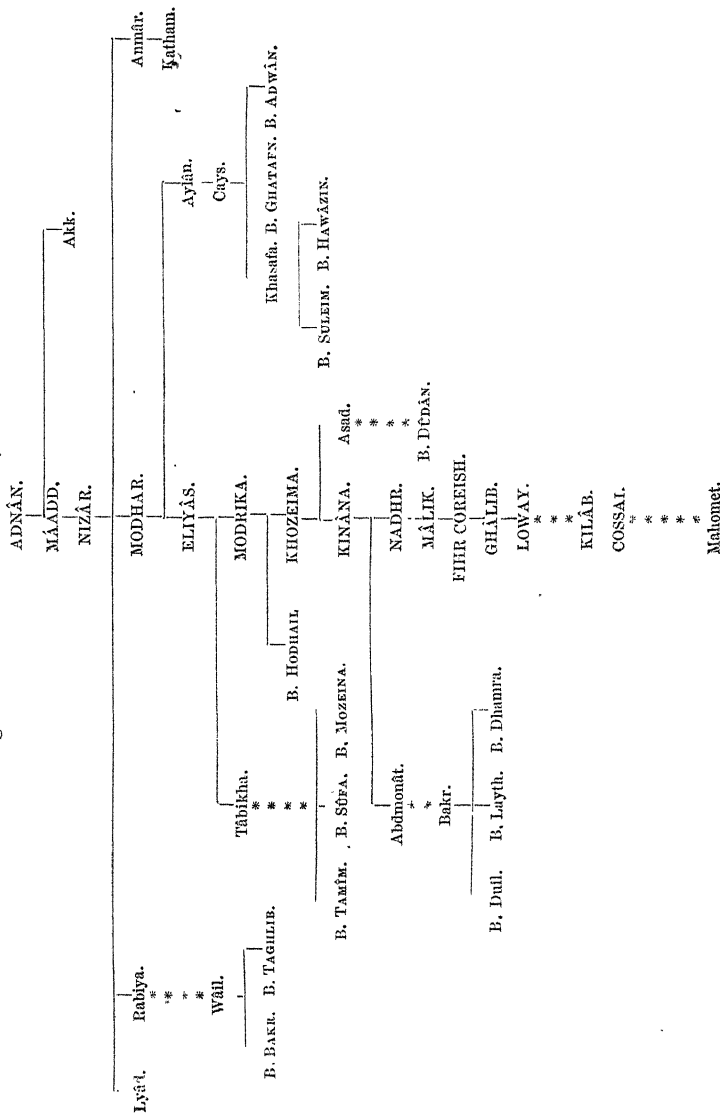 ADNÂN.
MÁADD.
Akk.
NIZÂR.
Lyâd. Rabiya. MODHAR. Anmâr.
* * * *
Katham.
ELIYÂS. Aylân.
Wâil. Cays.
Tâbikha. MODRIKA.
* * * *
B. BAKR. B. TAGHLIB. Khasafa. B. GHATAFN. B. ADWÂN.
B. HODHAIL KHOZEIMA.
B. SULEIM. B. HAWÂZIN.
B. TAMÎM. B. SÛFA. B. MOZEINA. KINÂNA. Asad.
* * * *
Abdmonât. NADHR.
* *
MÂLIK. B. DÛDÂN.
Bakr. FIHR COREISH.
GHÂLIB.
B. Duil. B. Layth. B. Dhamra.
LOWAY.
* * *
KILÂB.
COSSAI.
* * * *
Mahomet.